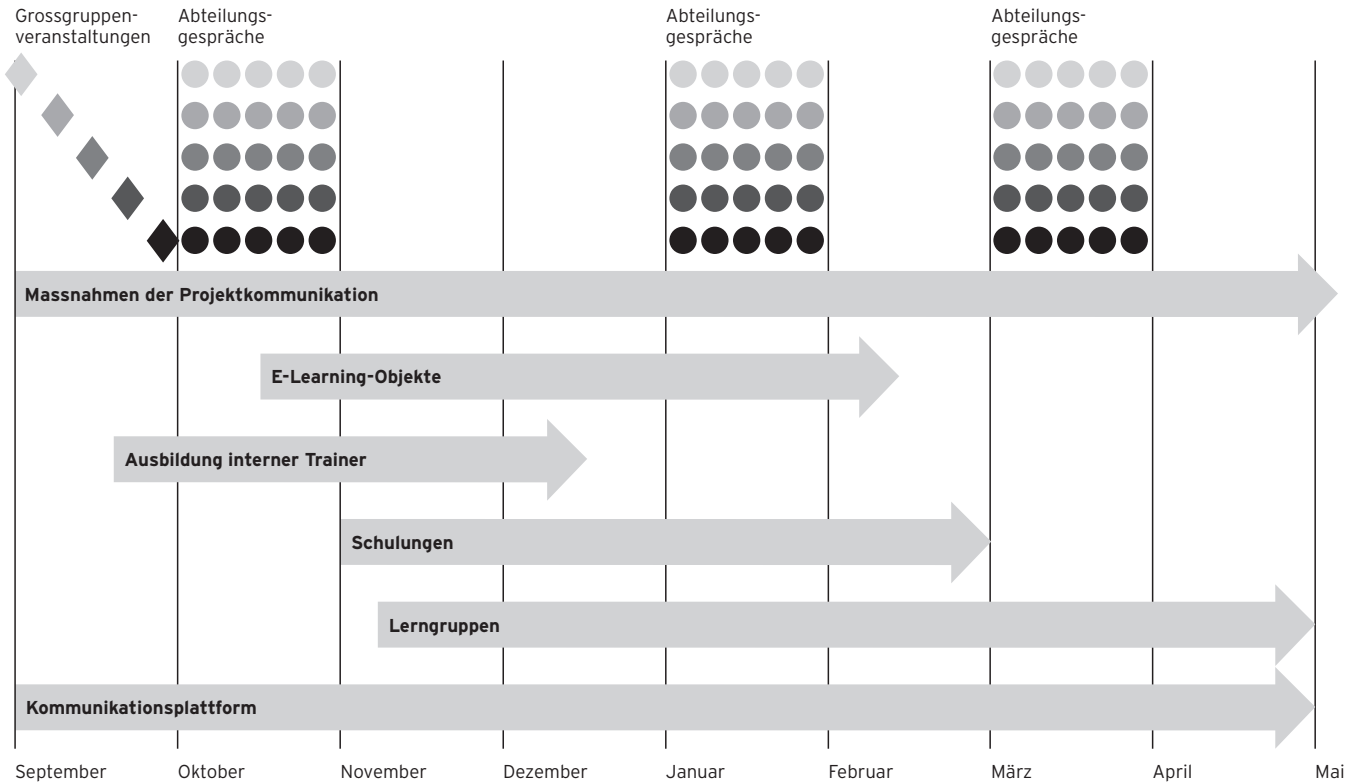 Grossgruppen-
veranstaltungen
Abteilungs-
gespräche
Abteilungs-
gespräche
Abteilungs-
gespräche
Massnahmen der Projektkommunikation
E-Learning-Objekte
Ausbildung interner Trainer
Schulungen
Lerngruppen
Kommunikationsplattform
September
Oktober
November
Dezember
Januar
Februar
März
April
Mai